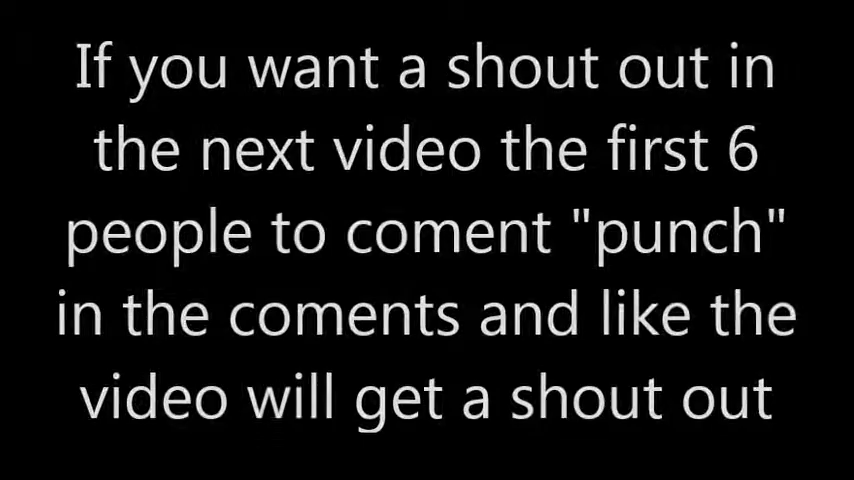 If you want a shout out in
the next video the first 6
people to coment "punch"
in the coments and like the
video will get a shout out